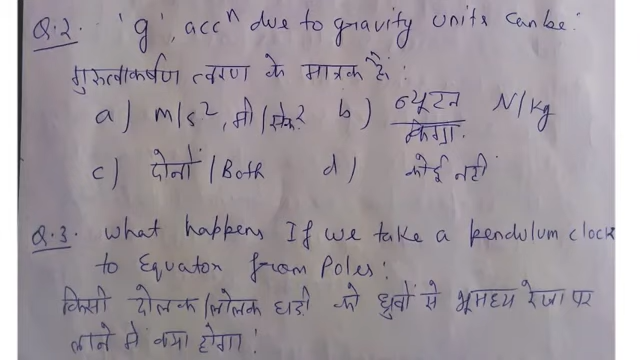 Q.2. 'g', accⁿ due to gravity units can be:
गुरुत्वाकर्षण त्वरण के मात्रक हैं:
a) m/s², मी/सेक² b) न्यूटन/किग्रा. N/Kg
c) दोनों/Both d) कोई नहीं
Q.3. What happens If we take a pendulum clock
to Equator from Poles:
किसी दोलक/लोलक घड़ी को ध्रुवों से भूमध्य रेखा पर
लाने में क्या होगा: